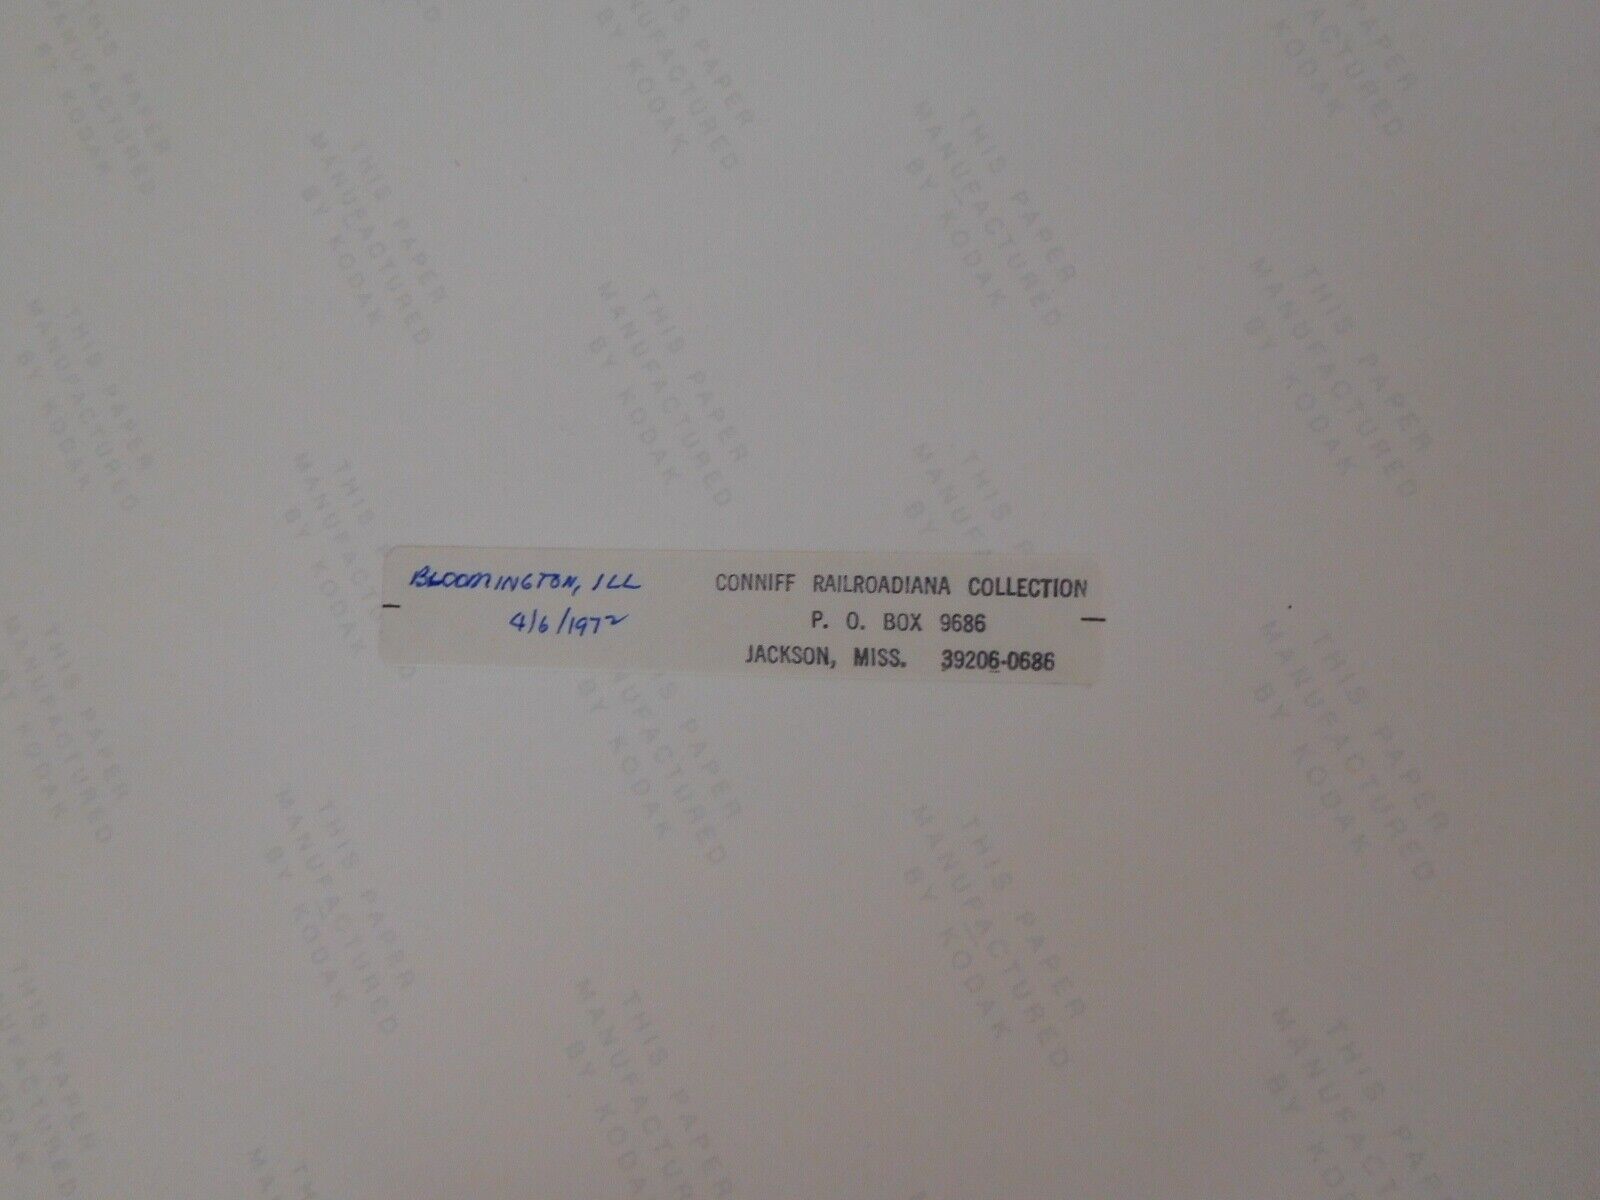 BLOOMINGTON, ILL
4/6/1972
CONNIFF RAILROADIANA COLLECTION
P. O. BOX 9686
JACKSON, MISS. 39206-0686
THIS PAPER
MANUFACTURED
BY KODAK